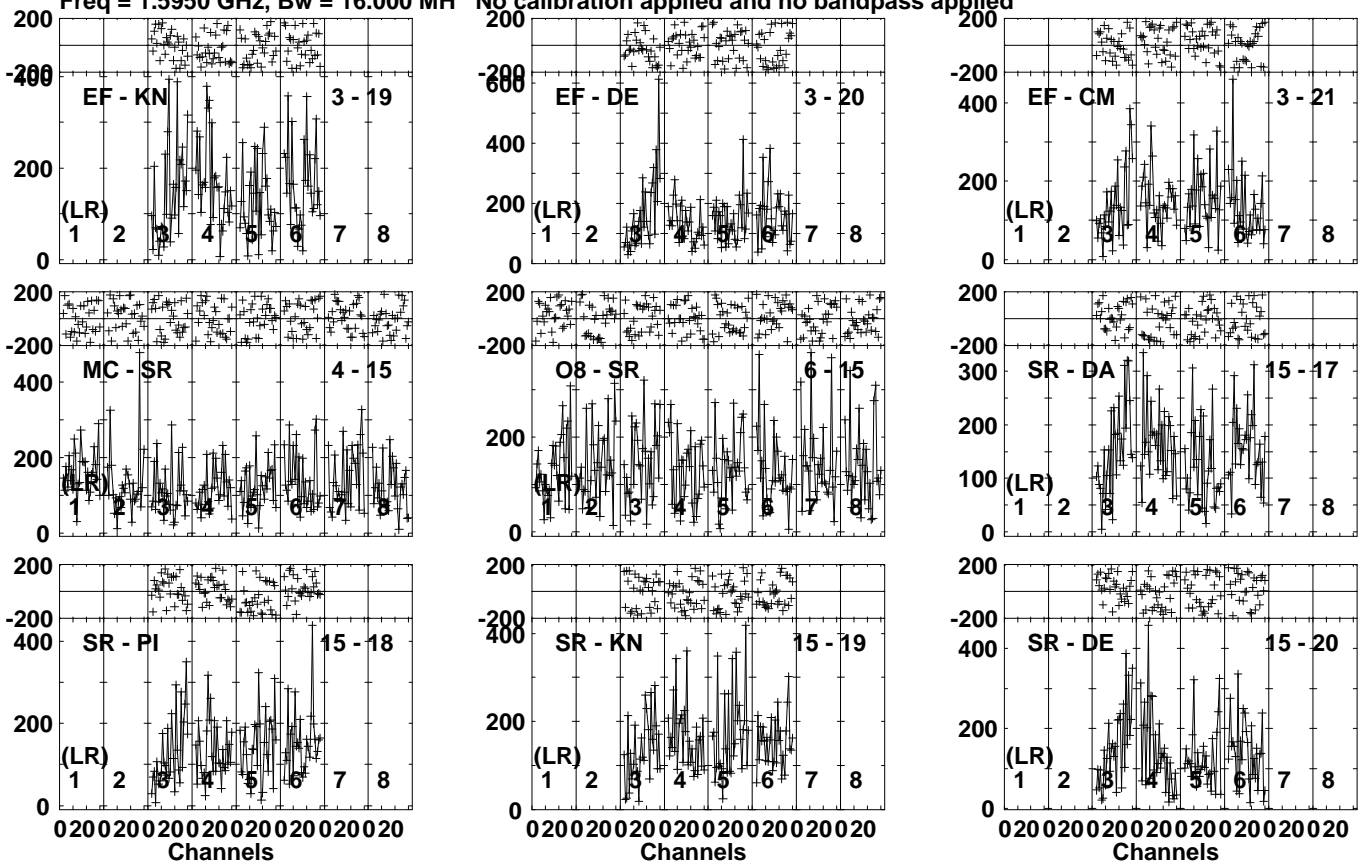 Freq = 1.5950 GHz, Bw = 16.000 MH No calibration applied and no bandpass applied
200 200 200
-200 -200 -200
400 EF - KN 3 - 19 600 EF - DE 3 - 20 400 EF - CM 3 - 21
400
200 200 200
(LR) (LR) (LR)
1 2 3 4 5 6 7 8 1 2 3 4 5 6 7 8 1 2 3 4 5 6 7 8
0 0 0
200 200 200
-200 -200 -200
MC - SR 4 - 15 O8 - SR 6 - 15 SR - DA 15 - 17
400 300
200 200 200
100
(LR) (LR) (LR)
1 2 3 4 5 6 7 8 1 2 3 4 5 6 7 8 1 2 3 4 5 6 7 8
0 0 0
200 200 200
-200 -200 -200
400 SR - PI 15 - 18 400 SR - KN 15 - 19 400 SR - DE 15 - 20
200 200 200
(LR) (LR) (LR)
1 2 3 4 5 6 7 8 1 2 3 4 5 6 7 8 1 2 3 4 5 6 7 8
0 0 0
0 20 0 20 0 20 0 20 0 20 0 20 0 20 0 20 0 20 0 20 0 20 0 20 0 20 0 20 0 20 0 20 0 20 0 20 0 20 0 20 0 20 0 20 0 20 0 20
Channels Channels Channels